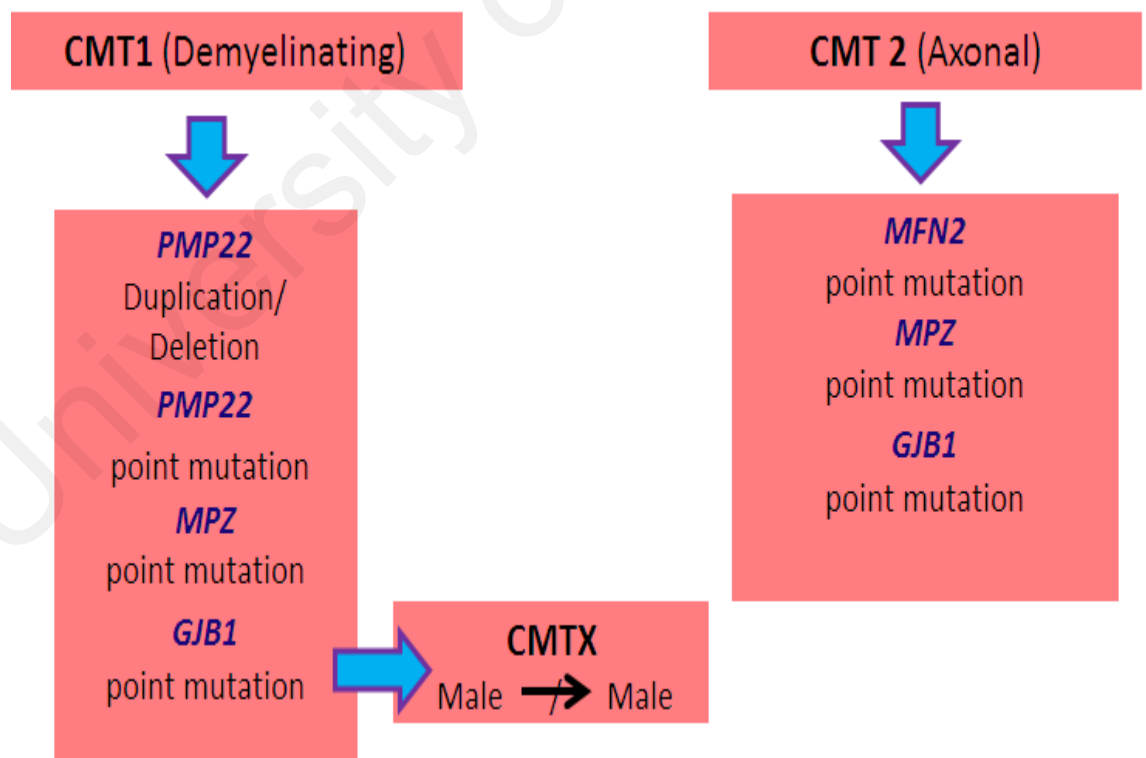 CMT1 (Demyelinating)
PMP22
Duplication/
Deletion
PMP22
point mutation
MPZ
point mutation
GJB1
point mutation
CMTX
Male Male
CMT 2 (Axonal)
MFN2
point mutation
MPZ
point mutation
GJB1
point mutation
University